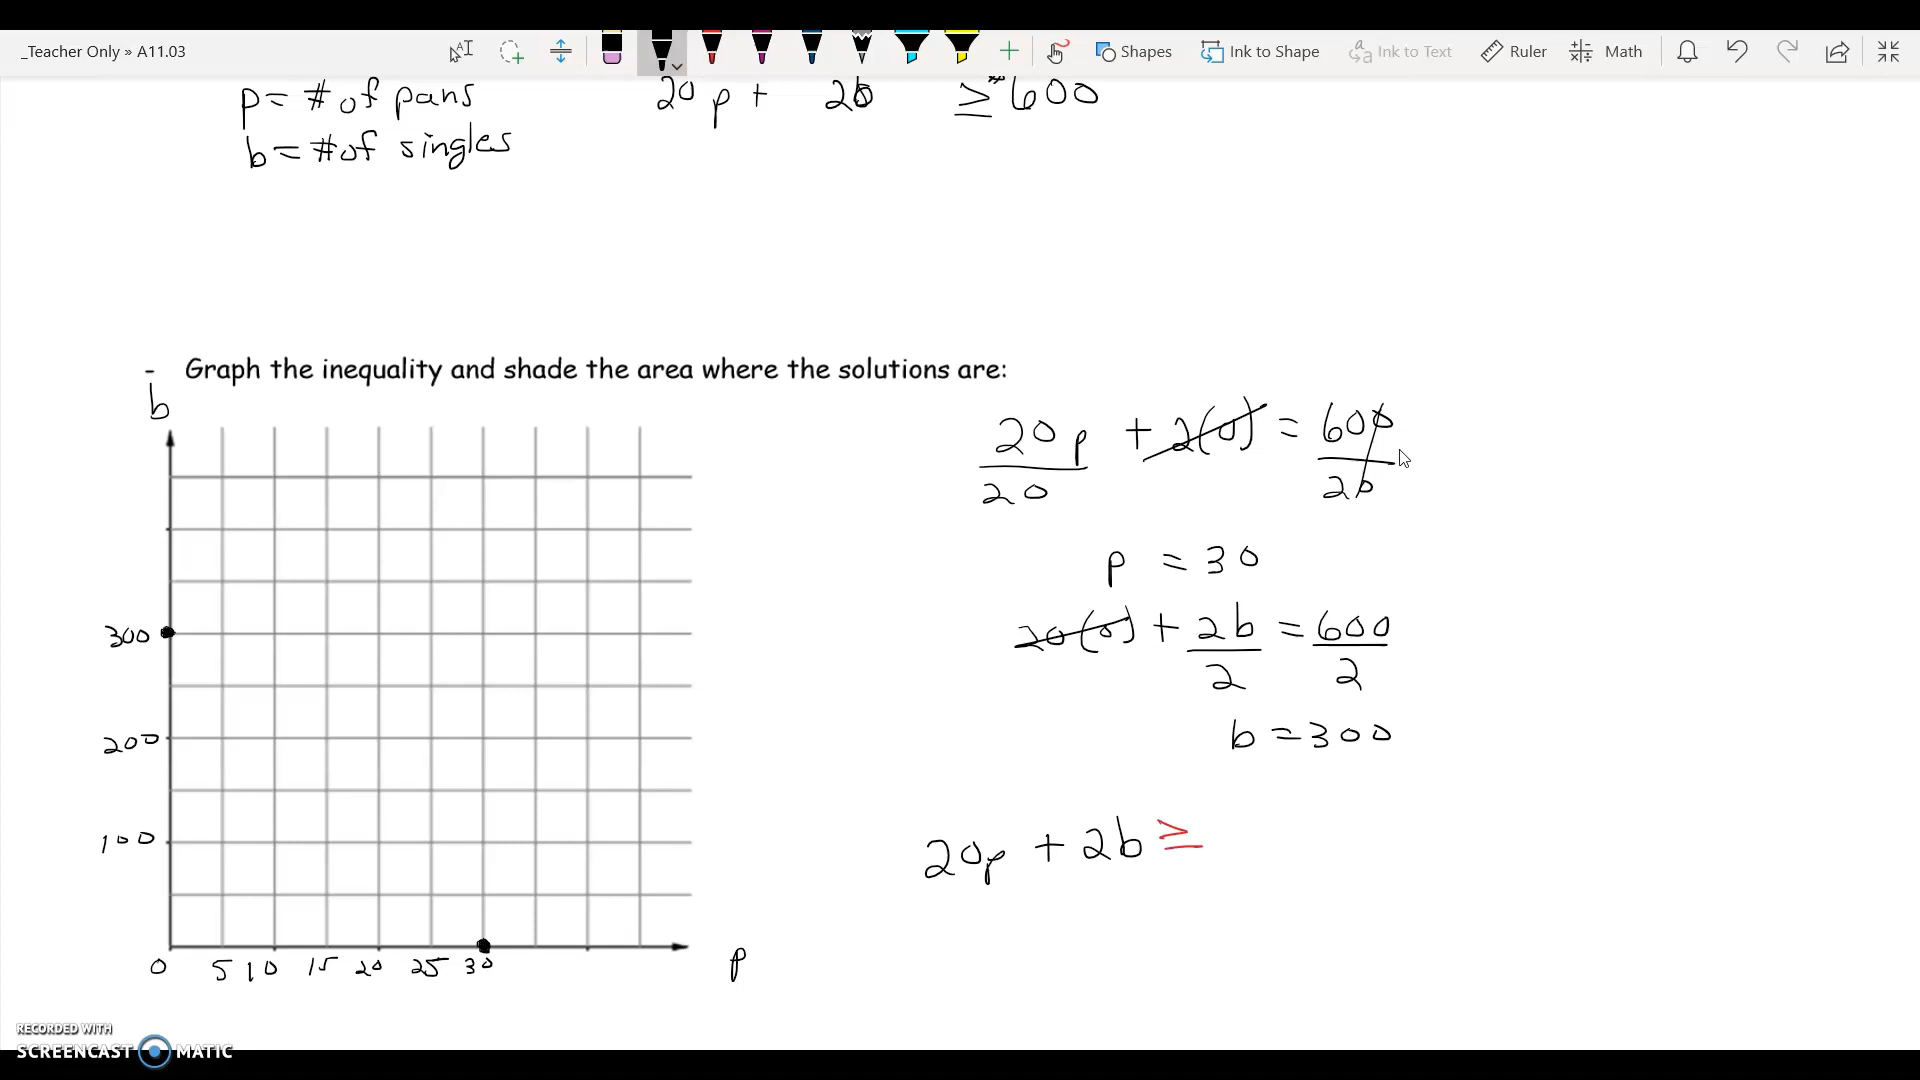 _Teacher Only » A11.03
Shapes Ink to Shape Ink to Text Ruler Math
p = # of pans 20 p + 2b ≥ 600
b = # of singles
- Graph the inequality and shade the area where the solutions are:
b
20p + 2(0) = 600
20 20
p = 30
20(0) + 2b = 600
2 2
b = 300
20p + 2b ≥
300
200
100
0 5 10 15 20 25 30 p
RECORDED WITH
SCREENCAST MATIC